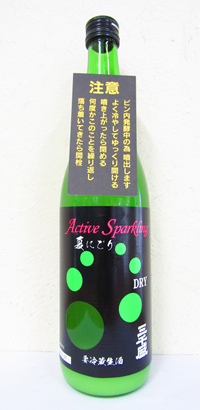 注意
ビン内発酵中の為噴出します
よく冷やしてゆっくり開ける
噴き上がったら閉める
何度かこのことを繰り返し
落ち着いてきたら開栓
Active Sparkling
夏にごり
DRY
三千盛
要冷蔵生酒